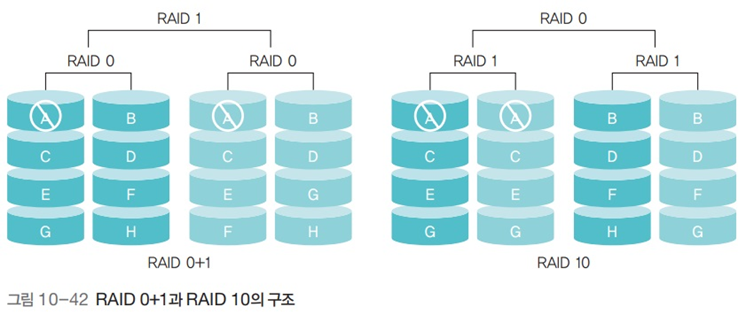 RAID 1
RAID 0
RAID 0 RAID 0
RAID 1 RAID 1
A B A B
A A B B
C D C D
C C D D
E F E G
E E F F
G H F H
G G H G
RAID 0+1
RAID 10
그림 10-42 RAID 0+1과 RAID 10의 구조